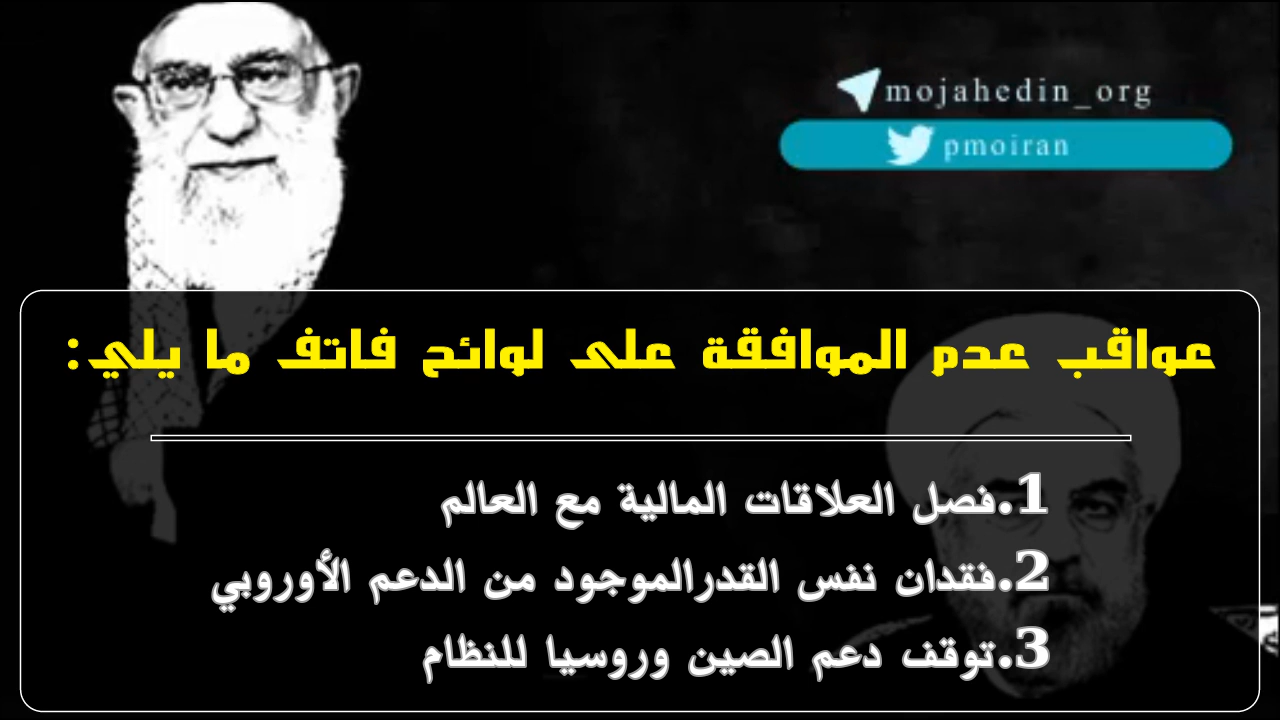 mojahedin_org
pmoiran
عواقب عدم الموافقة على لوائح فاتف ما يلي:
1.فصل العلاقات المالية مع العالم
2.فقدان نفس القدرالموجود من الدعم الأوروبي
3.توقف دعم الصين وروسيا للنظام